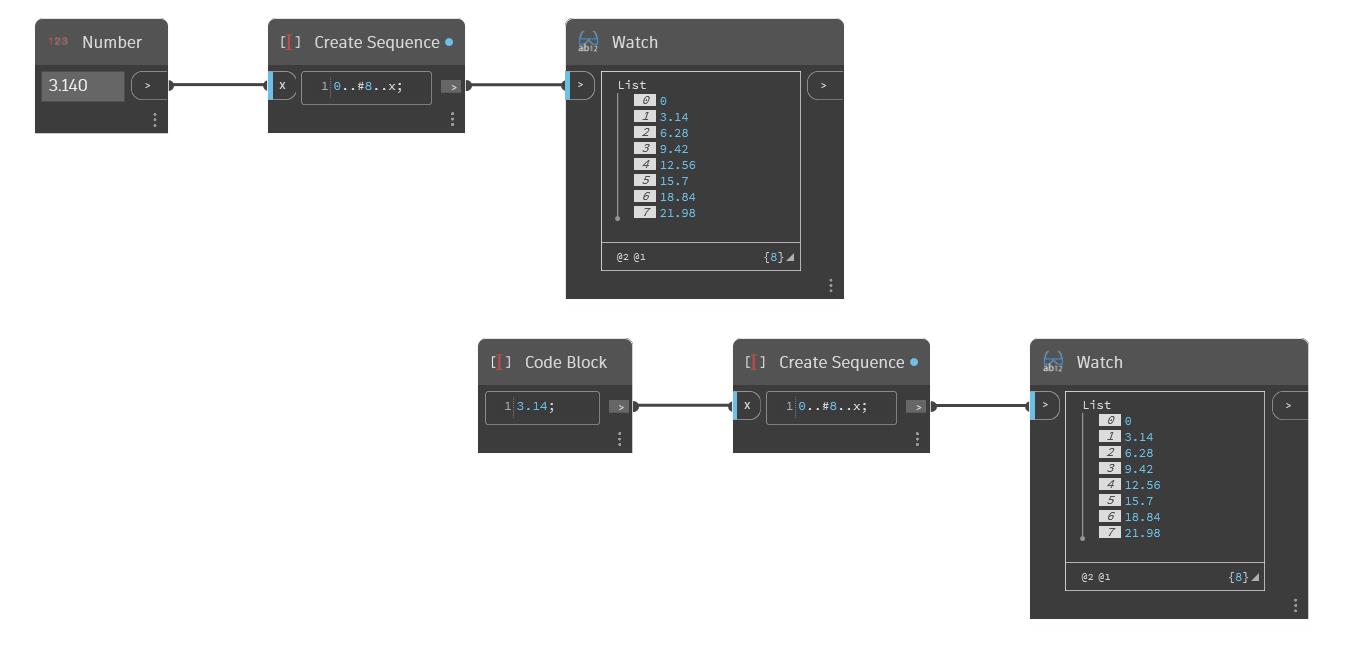 123 Number
3.140 >
[I] Create Sequence
x 1 0..#8..x; >
ab12 Watch
> List >
0 0
1 3.14
2 6.28
3 9.42
4 12.56
5 15.7
6 18.84
7 21.98
@2 @1 {8}
[I] Code Block
1 3.14; >
[I] Create Sequence
x 1 0..#8..x; >
ab12 Watch
> List >
0 0
1 3.14
2 6.28
3 9.42
4 12.56
5 15.7
6 18.84
7 21.98
@2 @1 {8}